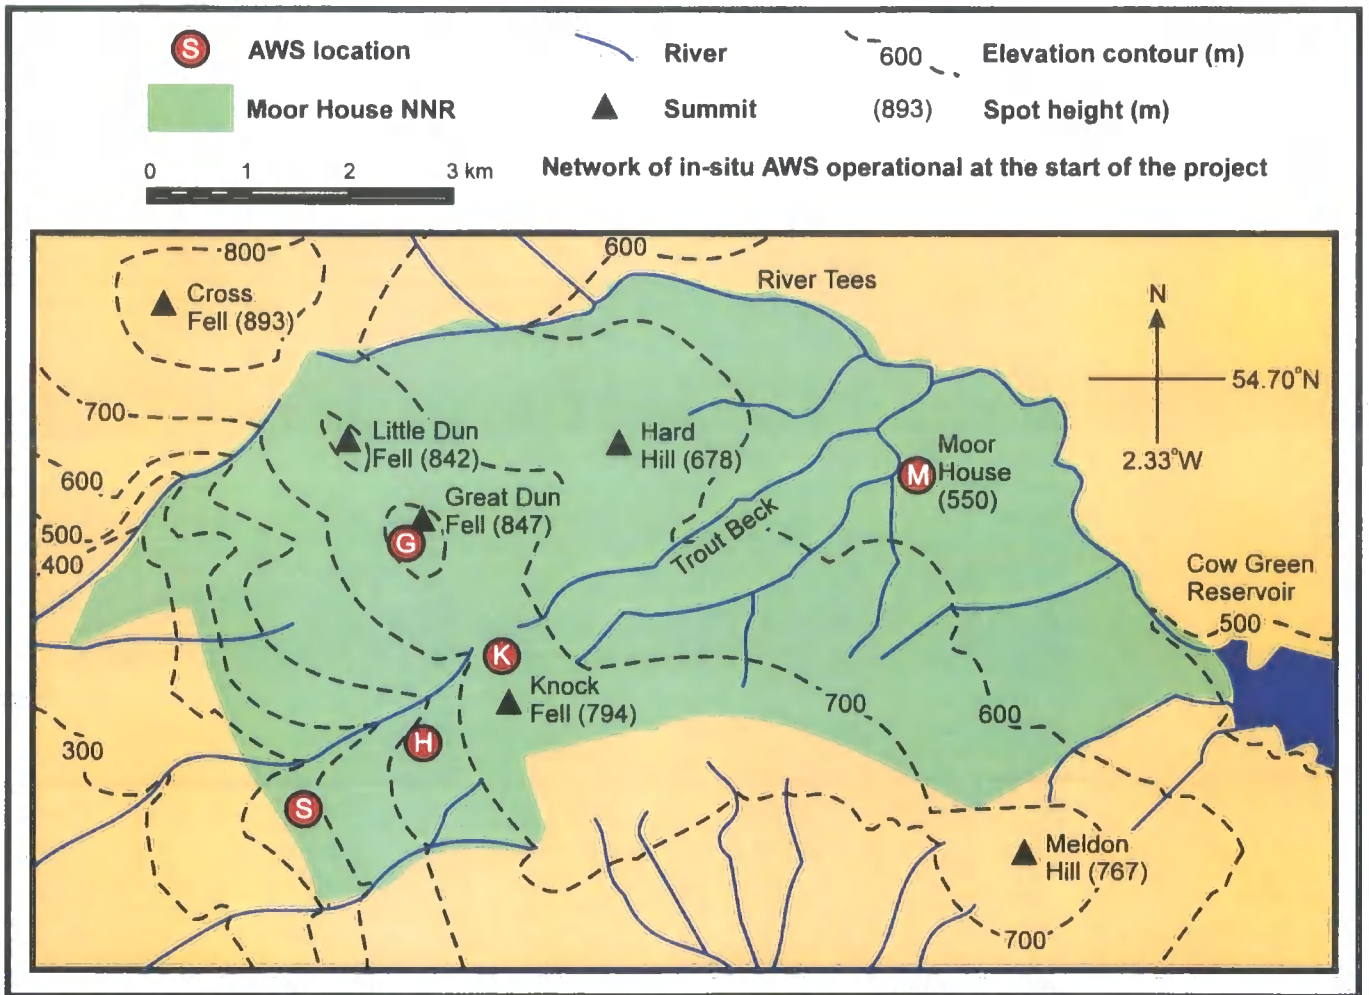 S AWS location
River
600 Elevation contour (m)
Moor House NNR
Summit
(893) Spot height (m)
0 1 2 3 km
Network of in-situ AWS operational at the start of the project
800
600
Cross
Fell (893)
River Tees
N
54.70°N
2.33°W
700
Little Dun
Fell (842)
Hard
Hill (678)
Moor
House
(550)
M
600
Great Dun
Fell (847)
G
500
400
Trout Beck
Cow Green
Reservoir
500
K
Knock
Fell (794)
700
600
H
300
S
Meldon
Hill (767)
700